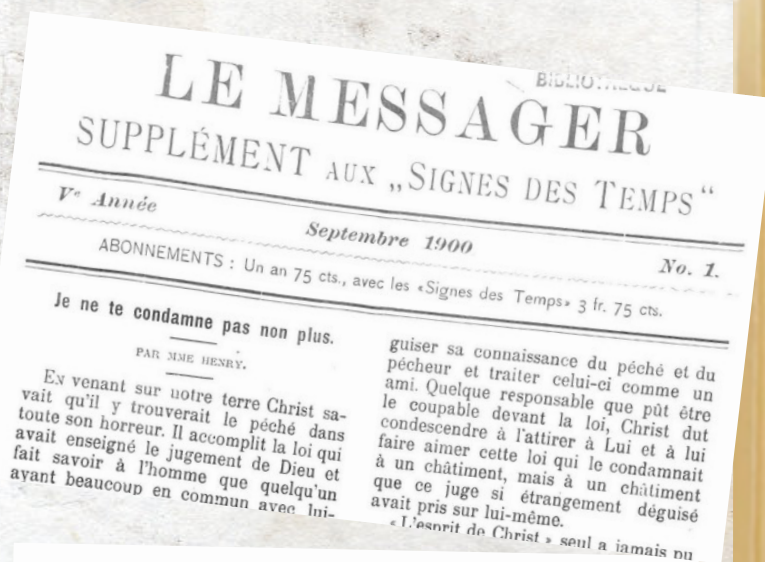 BIBLIOTHEQUE
LE MESSAGER
SUPPLÉMENT AUX „SIGNES DES TEMPS“
Ve Année
Septembre 1900
No. 1.
ABONNEMENTS : Un an 75 cts., avec les «Signes des Temps» 3 fr. 75 cts.
Je ne te condamne pas non plus.
PAR MME HENRY.
EN venant sur notre terre Christ sa-
vait qu'il y trouverait le péché dans
toute son horreur. Il accomplit la loi qui
avait enseigné le jugement de Dieu et
fait savoir à l'homme que quelqu'un
ayant beaucoup en commun avec lui-
guiser sa connaissance du péché et du
pécheur et traiter celui-ci comme un
ami. Quelque responsable que pût être
le coupable devant la loi, Christ dut
condescendre à l'attirer à Lui et à lui
faire aimer cette loi qui le condamnait
à un châtiment, mais à un châtiment
que ce juge si étrangement déguisé
avait pris sur lui-même.
« L'esprit de Christ » seul a jamais pu